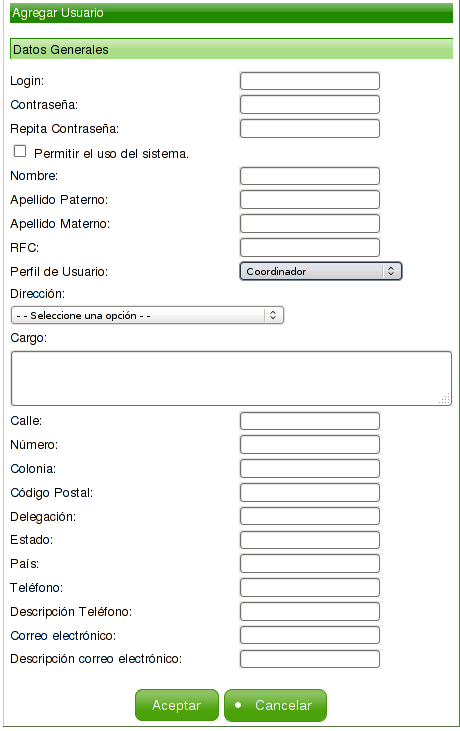 Agregar Usuario
Datos Generales
Login:
Contraseña:
Repita Contraseña:
Permitir el uso del sistema.
Nombre:
Apellido Paterno:
Apellido Materno:
RFC:
Perfil de Usuario: Coordinador
Dirección:
- - Seleccione una opción - -
Cargo:
Calle:
Número:
Colonia:
Código Postal:
Delegación:
Estado:
País:
Teléfono:
Descripción Teléfono:
Correo electrónico:
Descripción correo electrónico:
Aceptar Cancelar